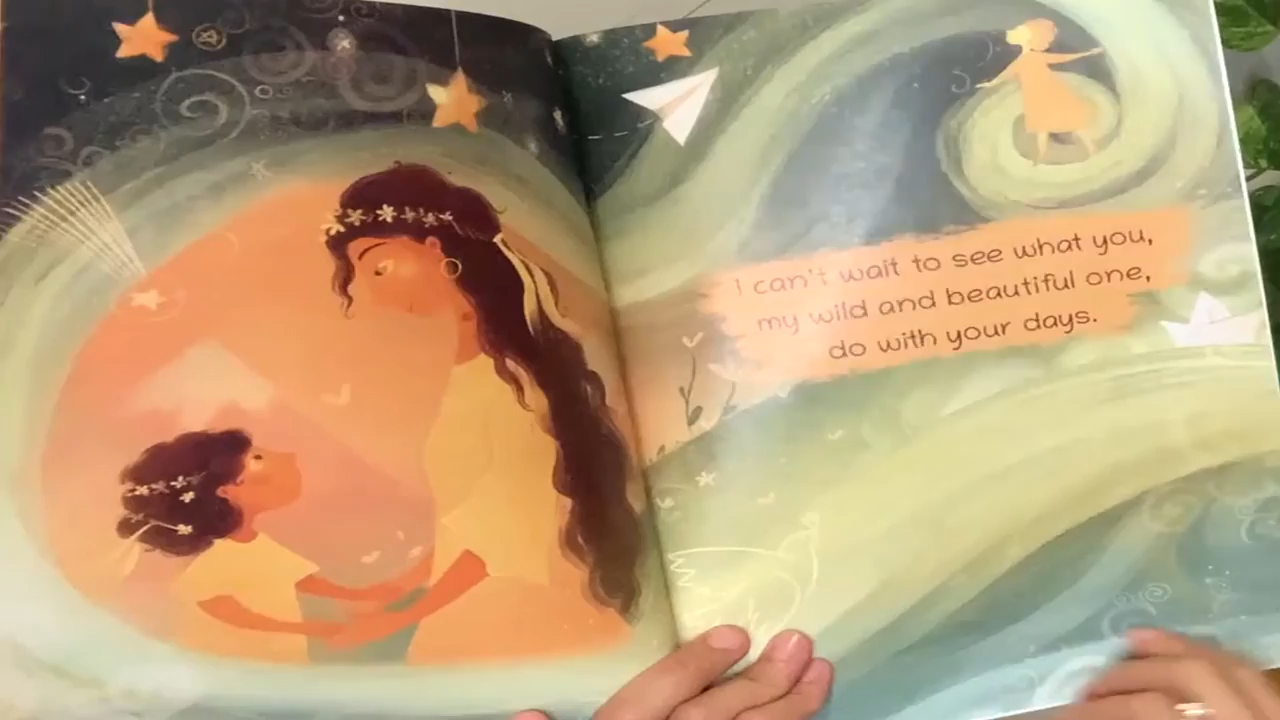 I can't wait to see what you,
my wild and beautiful one,
do with your days.